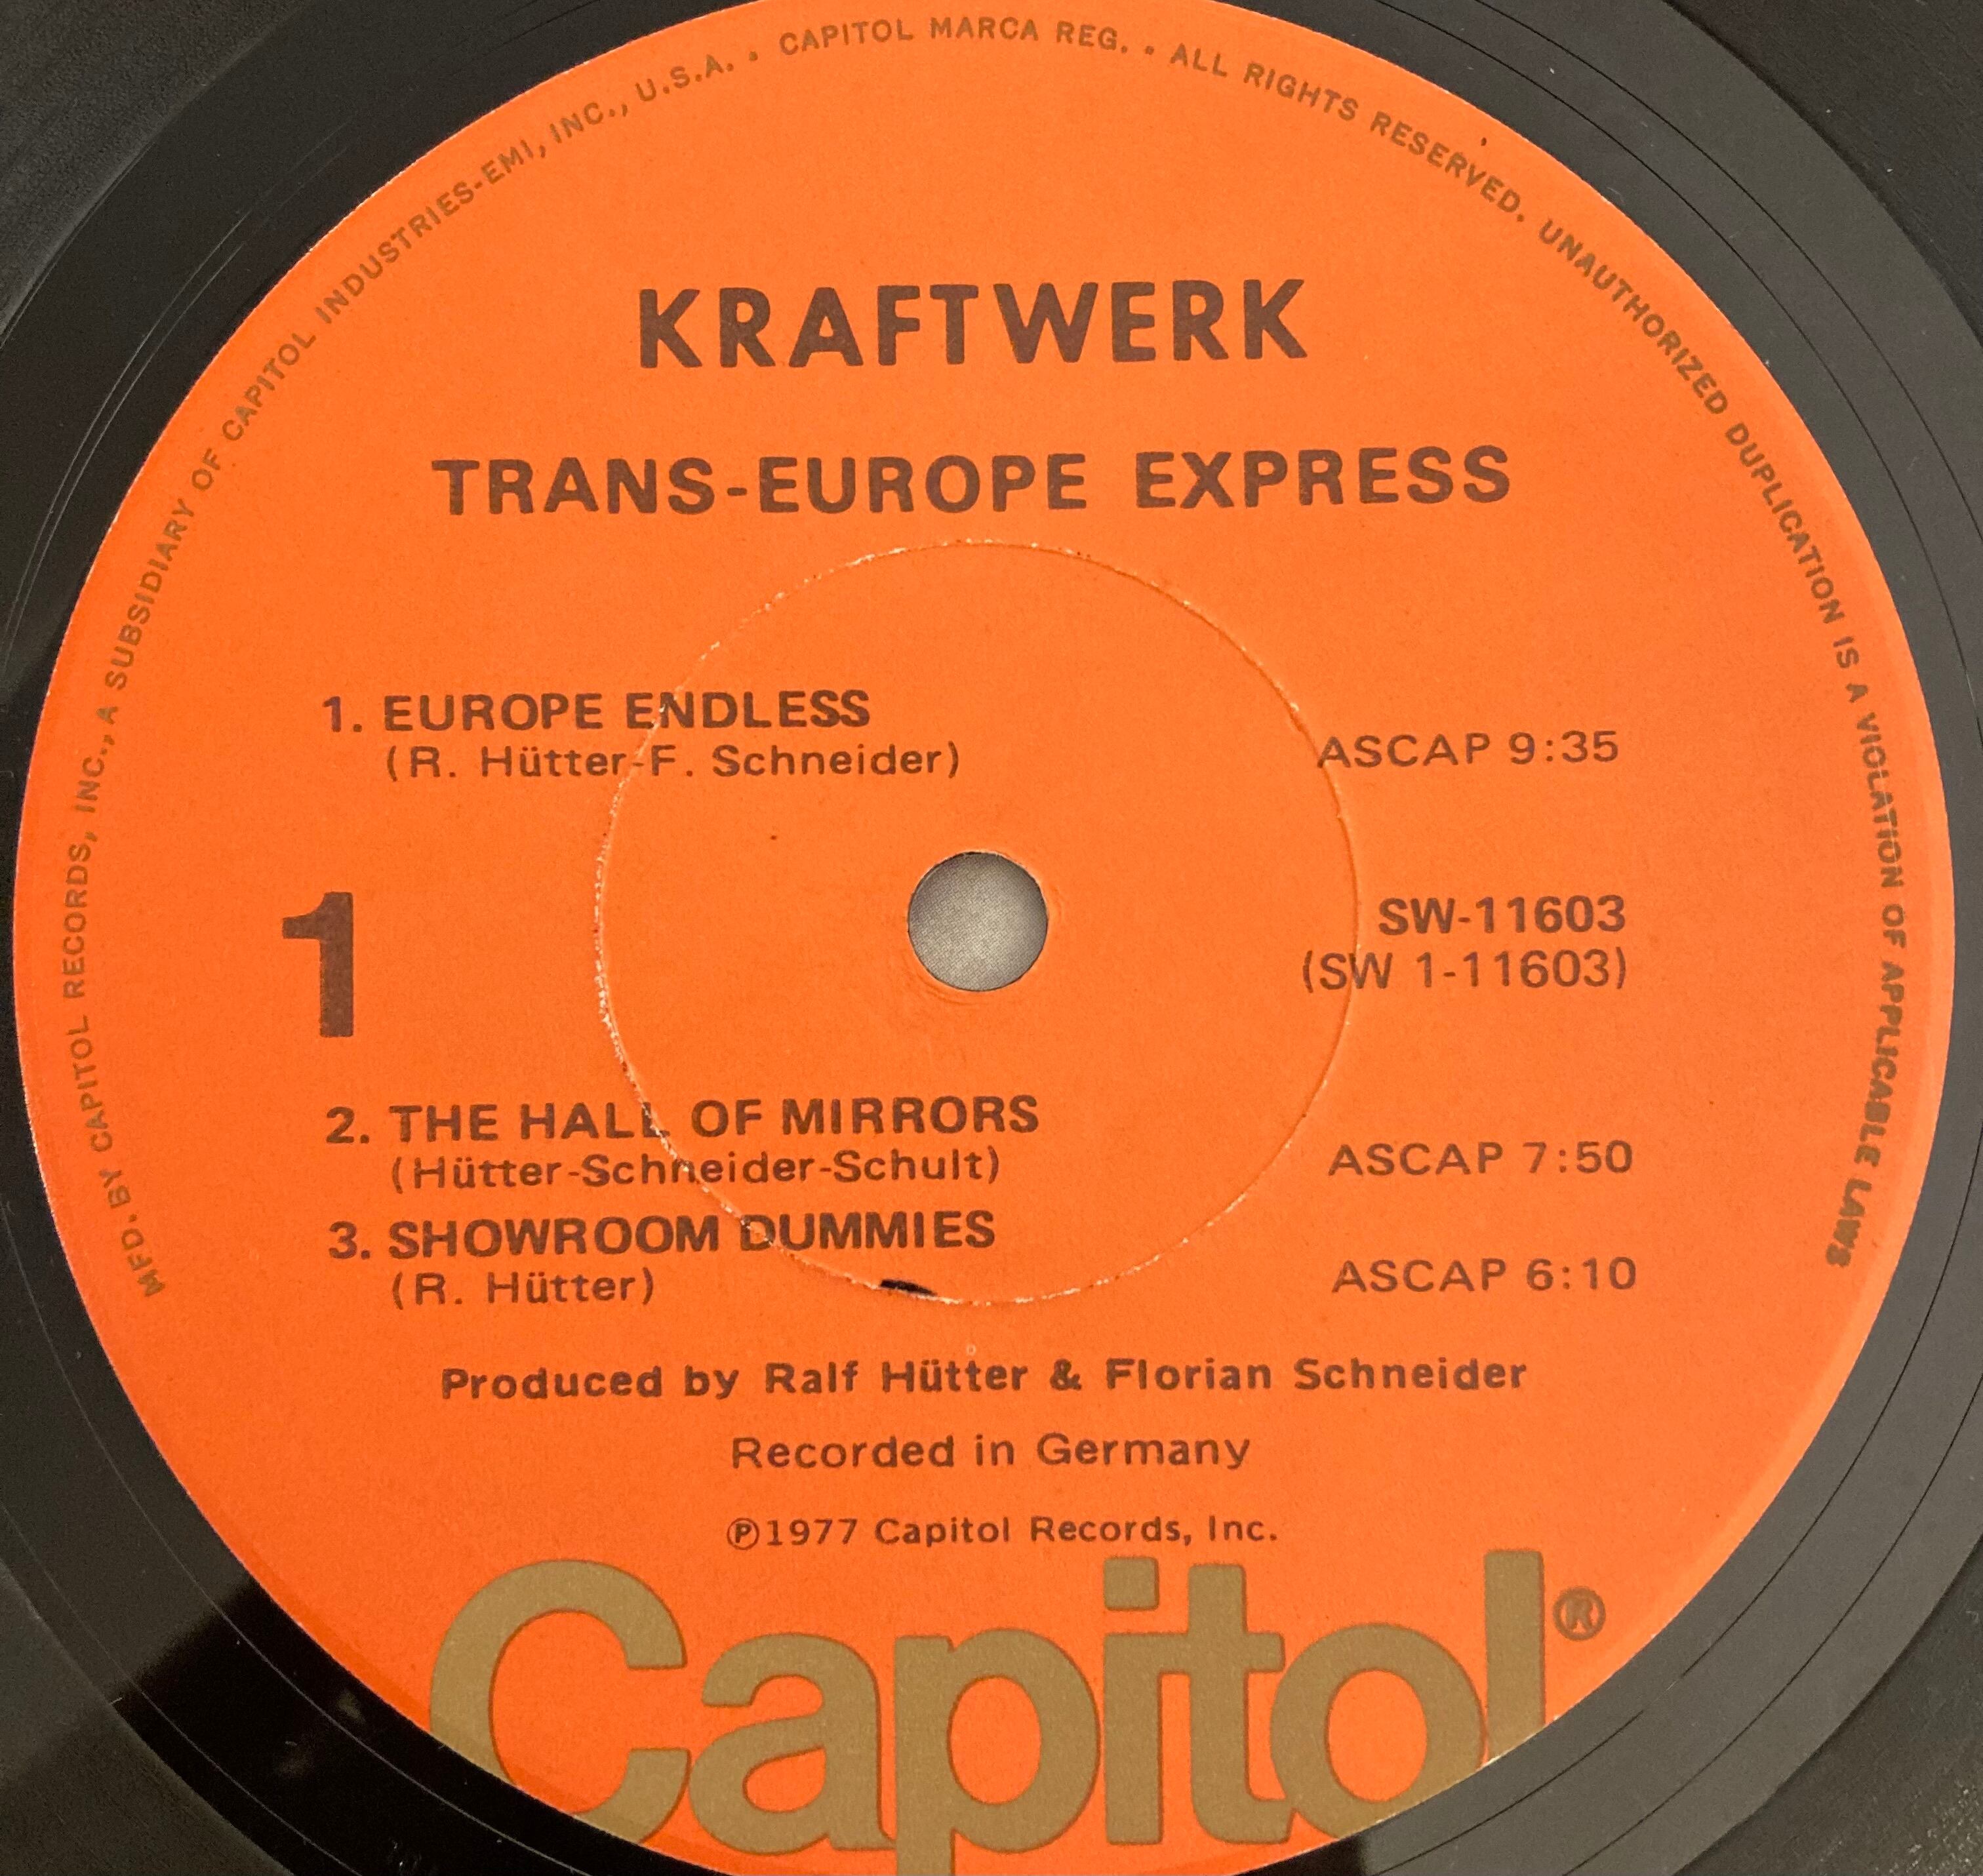 MFD. BY CAPITOL RECORDS, INC., A SUBSIDIARY OF CAPITOL INDUSTRIES-EMI, INC., U.S.A. • CAPITOL MARCA REG. • ALL RIGHTS RESERVED. UNAUTHORIZED DUPLICATION IS A VIOLATION OF APPLICABLE LAWS
KRAFTWERK
TRANS-EUROPE EXPRESS
1. EUROPE ENDLESS
(R. Hütter-F. Schneider) ASCAP 9:35
1
SW-11603
(SW 1-11603)
2. THE HALL OF MIRRORS
(Hütter-Schneider-Schult) ASCAP 7:50
3. SHOWROOM DUMMIES
(R. Hütter) ASCAP 6:10
Produced by Ralf Hütter & Florian Schneider
Recorded in Germany
℗1977 Capitol Records, Inc.
Capitol®